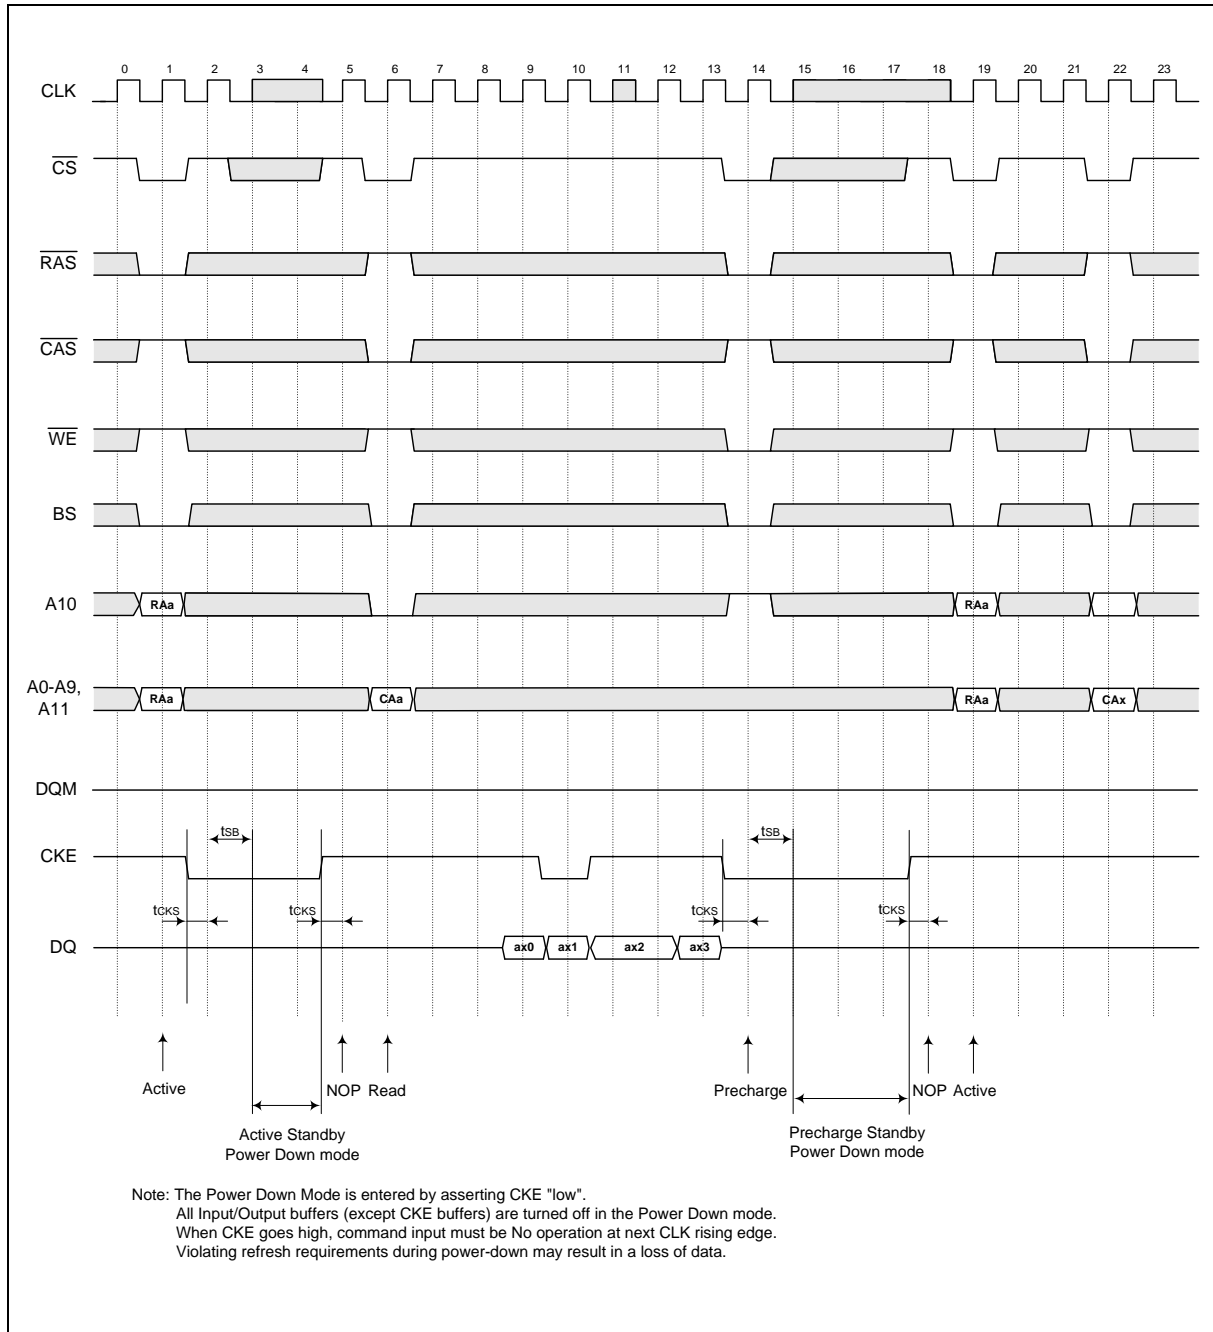 0 1 2 3 4 5 6 7 8 9 10 11 12 13 14 15 16 17 18 19 20 21 22 23
CLK
CS
RAS
CAS
WE
BS
A10 RAa RAa
A0-A9,
A11 RAa CAa RAa CAx
DQM
tSB tSB
CKE
tCKS tCKS tCKS tCKS
DQ ax0 ax1 ax2 ax3
Active NOP Read Precharge NOP Active
Active Standby
Power Down mode
Precharge Standby
Power Down mode
Note: The Power Down Mode is entered by asserting CKE "low".
All Input/Output buffers (except CKE buffers) are turned off in the Power Down mode.
When CKE goes high, command input must be No operation at next CLK rising edge.
Violating refresh requirements during power-down may result in a loss of data.